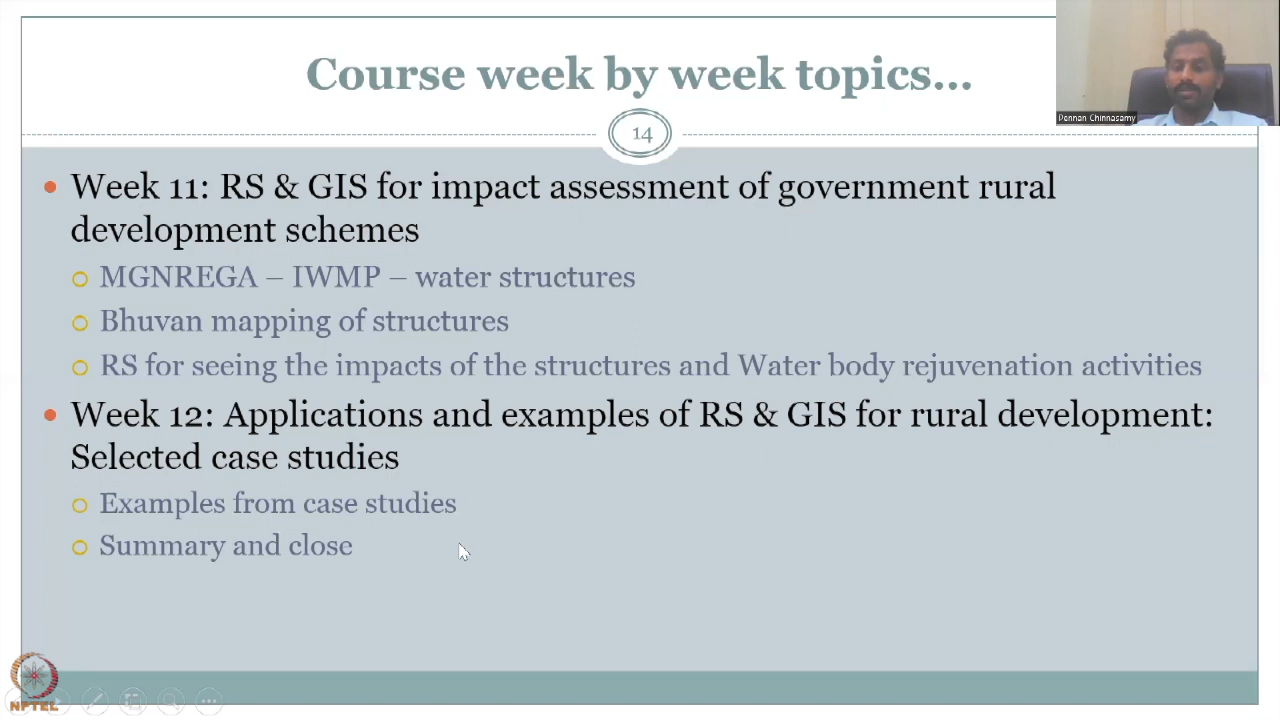 Course week by week topics...
Pennan Chinnasamy
14
Week 11: RS & GIS for impact assessment of government rural
development schemes
MGNREGA – IWMP – water structures
Bhuvan mapping of structures
RS for seeing the impacts of the structures and Water body rejuvenation activities
Week 12: Applications and examples of RS & GIS for rural development:
Selected case studies
Examples from case studies
Summary and close
NPTEL